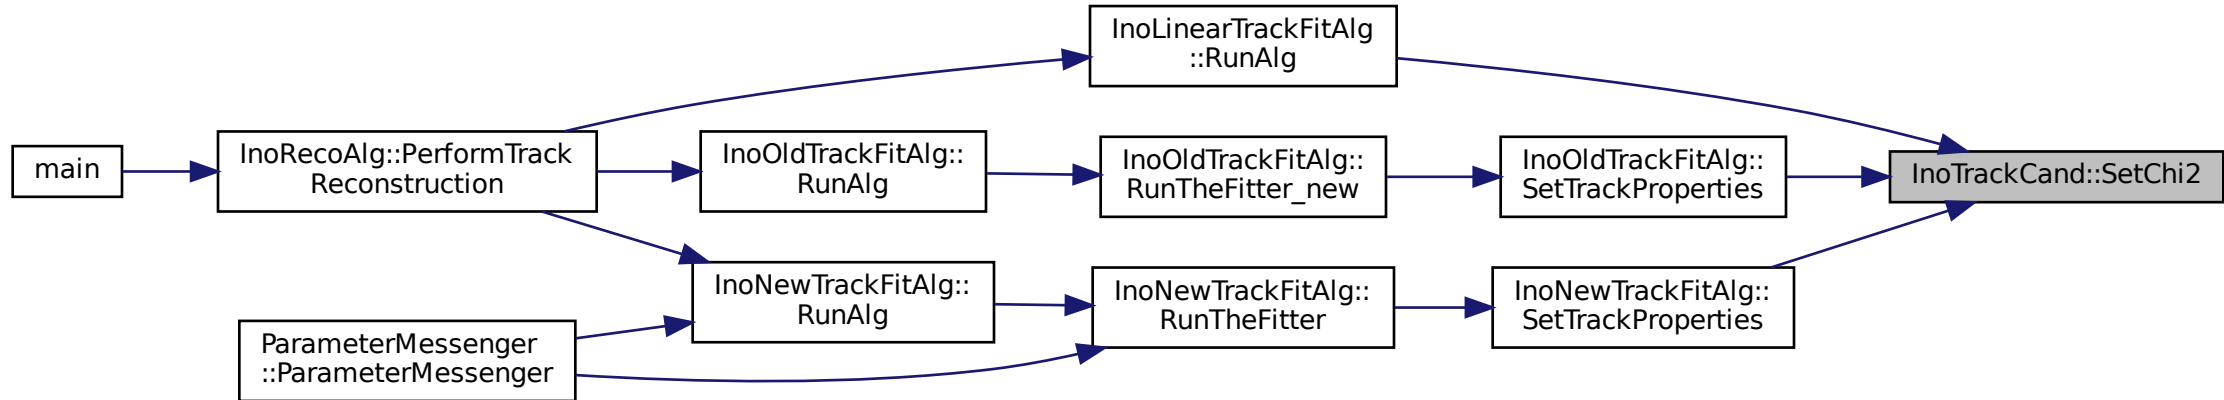 InoLinearTrackFitAlg
::RunAlg
main
InoRecoAlg::PerformTrack
Reconstruction
InoOldTrackFitAlg::
RunAlg
InoOldTrackFitAlg::
RunTheFitter_new
InoOldTrackFitAlg::
SetTrackProperties
InoTrackCand::SetChi2
InoNewTrackFitAlg::
RunAlg
InoNewTrackFitAlg::
RunTheFitter
InoNewTrackFitAlg::
SetTrackProperties
ParameterMessenger
::ParameterMessenger